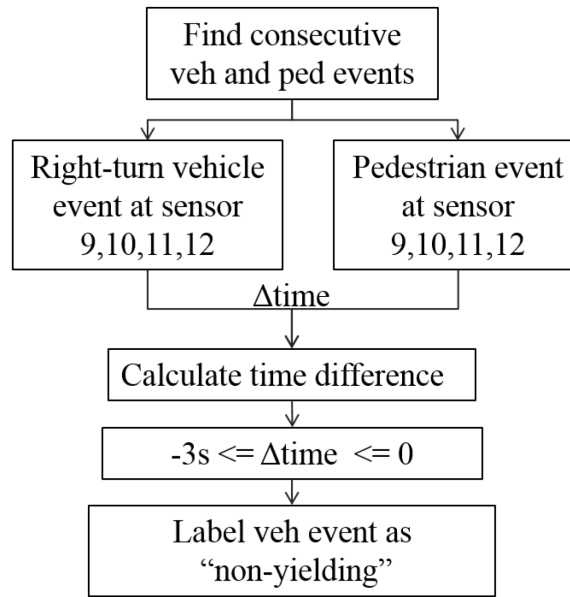 Find consecutive
veh and ped events
Right-turn vehicle
event at sensor
9,10,11,12
Pedestrian event
at sensor
9,10,11,12
Δtime
Calculate time difference
-3s <= Δtime <= 0
Label veh event as
“non-yielding”